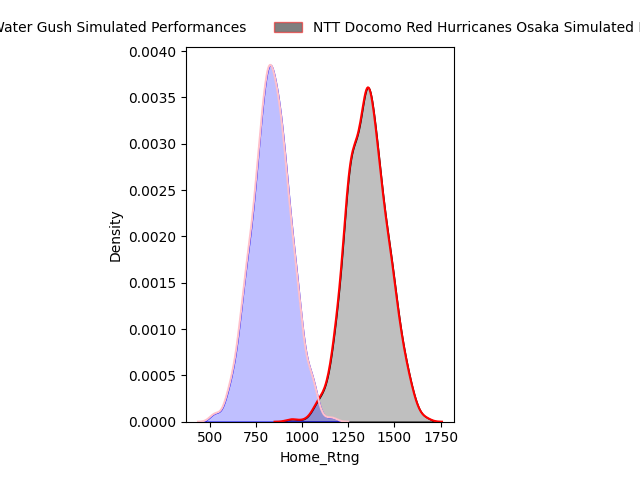 Water Gush Simulated Performances
NTT Docomo Red Hurricanes Osaka Simulated
0.0040
0.0035
0.0030
0.0025
0.0020
0.0015
0.0010
0.0005
0.0000
Density
500 750 1000 1250 1500 1750
Home_Rtng